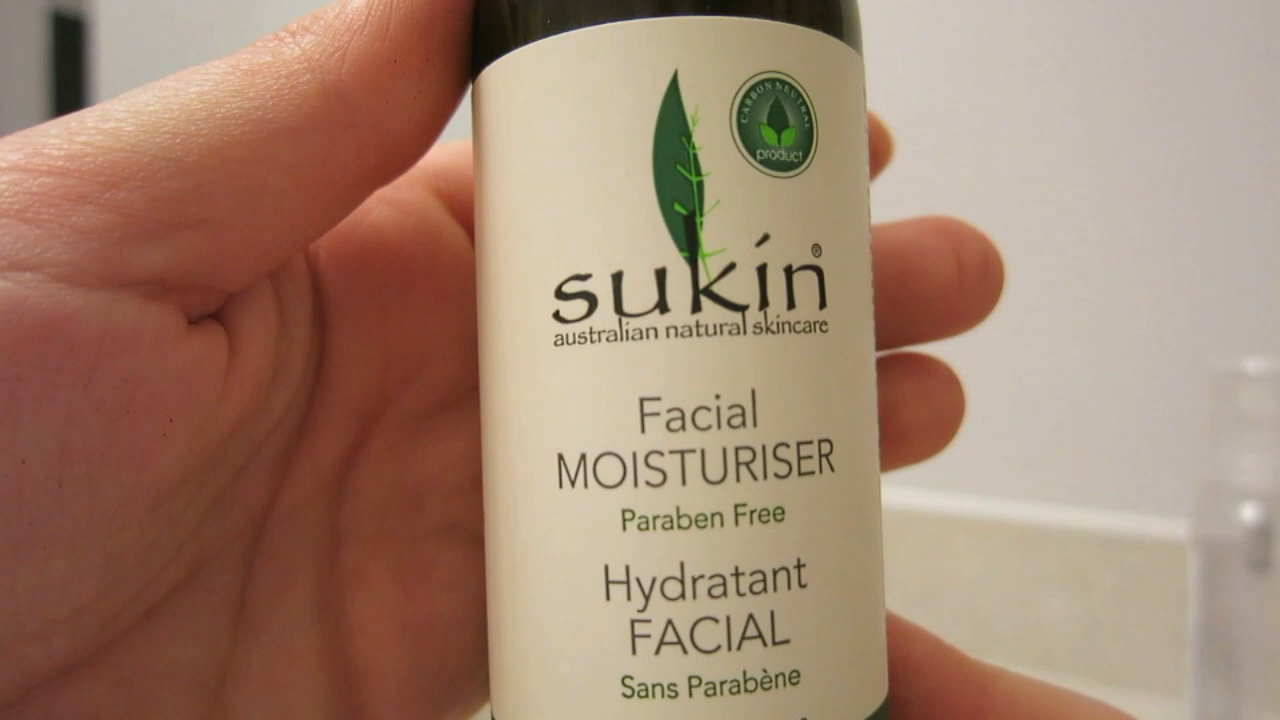 CARBON NEUTRAL
product
sukin®
australian natural skincare
Facial
MOISTURISER
Paraben Free
Hydratant
FACIAL
Sans Parabène